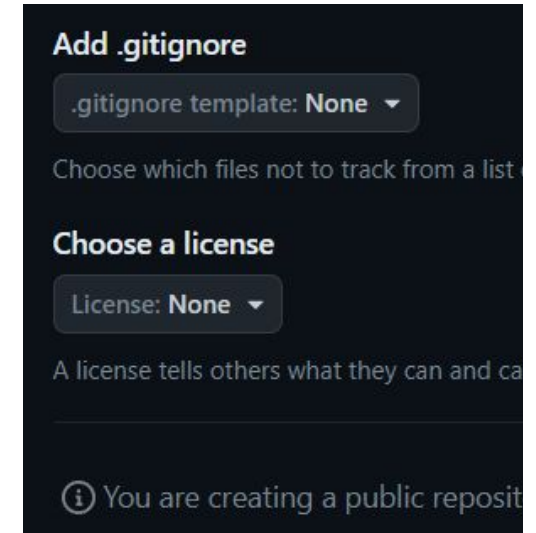 Add .gitignore
.gitignore template: None
Choose which files not to track from a list
Choose a license
License: None
A license tells others what they can and ca
You are creating a public reposit